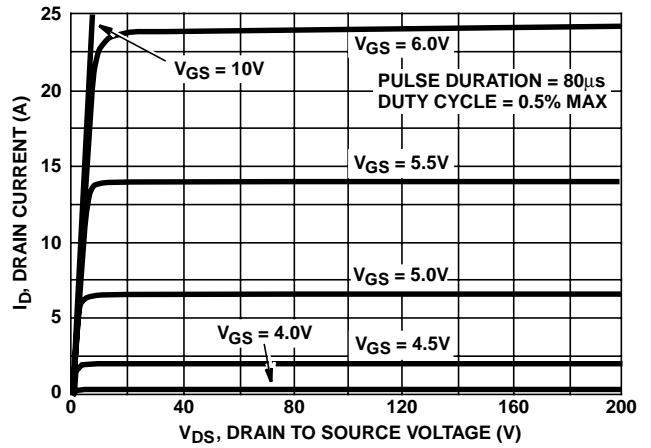 25
20
15
10
5
0
I_D, DRAIN CURRENT (A)
V_GS = 10V
V_GS = 6.0V
PULSE DURATION = 80μs
DUTY CYCLE = 0.5% MAX
V_GS = 5.5V
V_GS = 5.0V
V_GS = 4.0V
V_GS = 4.5V
0 40 80 120 160 200
V_DS, DRAIN TO SOURCE VOLTAGE (V)